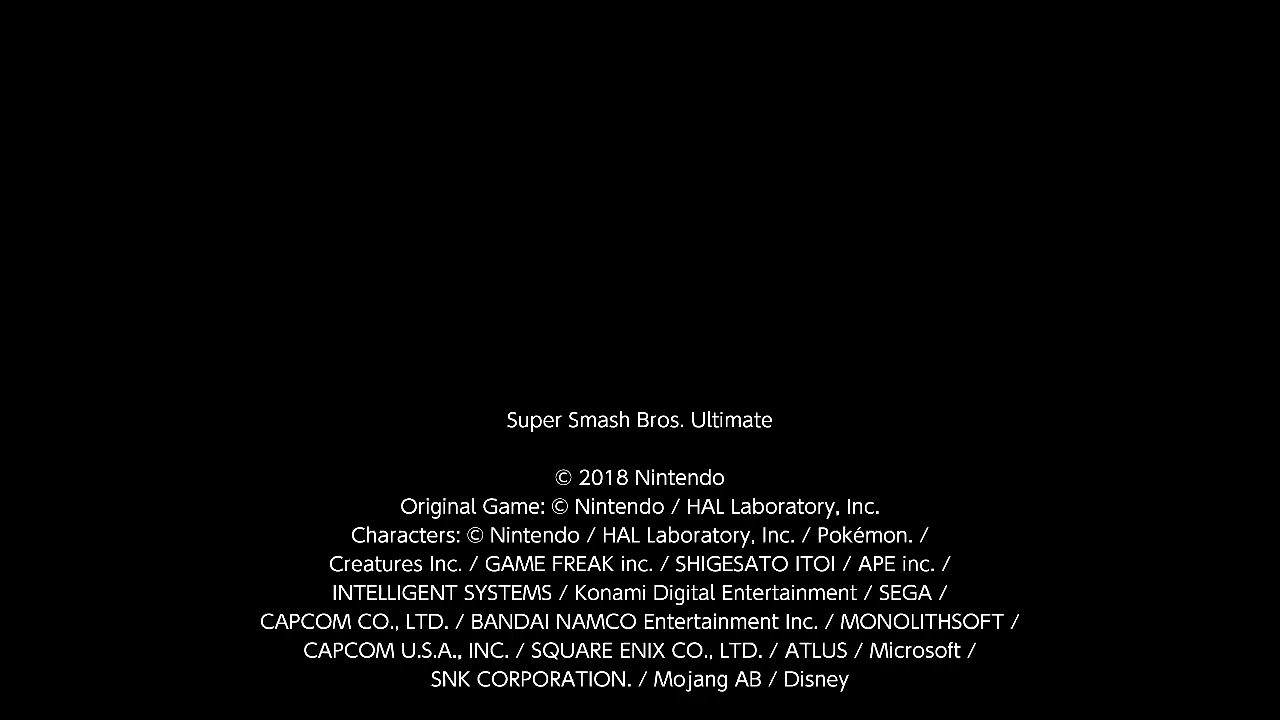 Super Smash Bros. Ultimate
© 2018 Nintendo
Original Game: © Nintendo / HAL Laboratory, Inc.
Characters: © Nintendo / HAL Laboratory, Inc. / Pokémon. /
Creatures Inc. / GAME FREAK inc. / SHIGESATO ITOI / APE inc. /
INTELLIGENT SYSTEMS / Konami Digital Entertainment / SEGA /
CAPCOM CO., LTD. / BANDAI NAMCO Entertainment Inc. / MONOLITHSOFT /
CAPCOM U.S.A., INC. / SQUARE ENIX CO., LTD. / ATLUS / Microsoft /
SNK CORPORATION. / Mojang AB / Disney